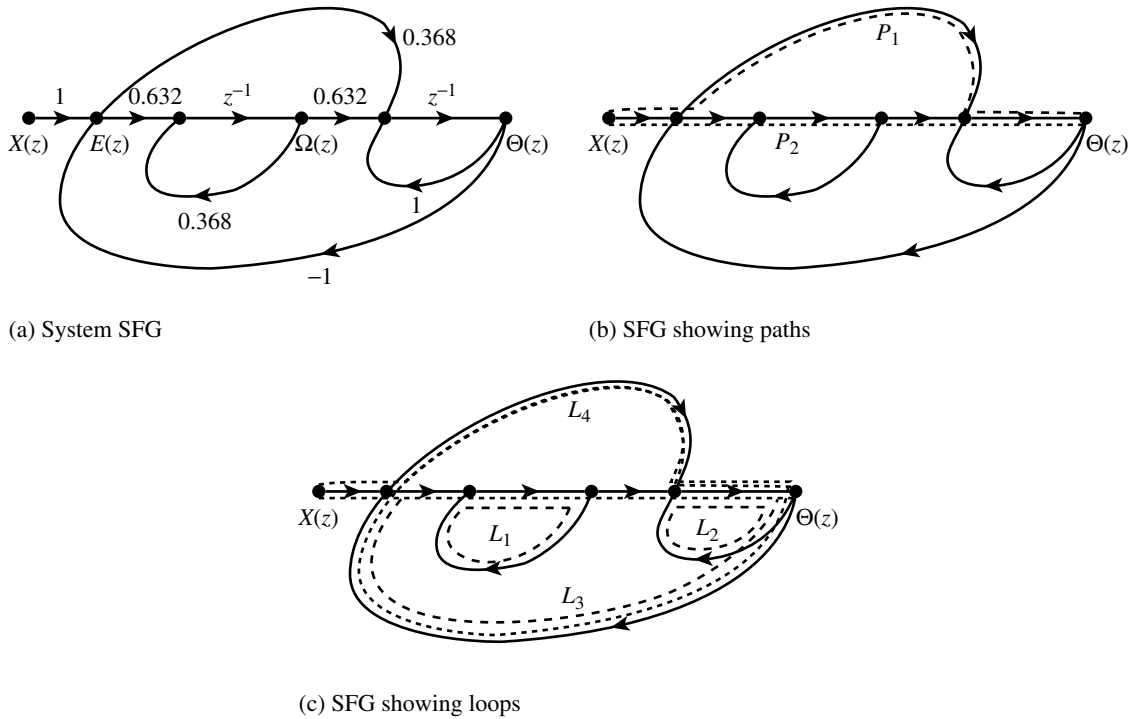 0.368
1
0.632
z⁻¹
0.632
z⁻¹
X(z)
E(z)
Ω(z)
Θ(z)
0.368
1
−1
(a) System SFG
P₁
X(z)
P₂
Θ(z)
(b) SFG showing paths
L₄
X(z)
L₁
L₂
Θ(z)
L₃
(c) SFG showing loops